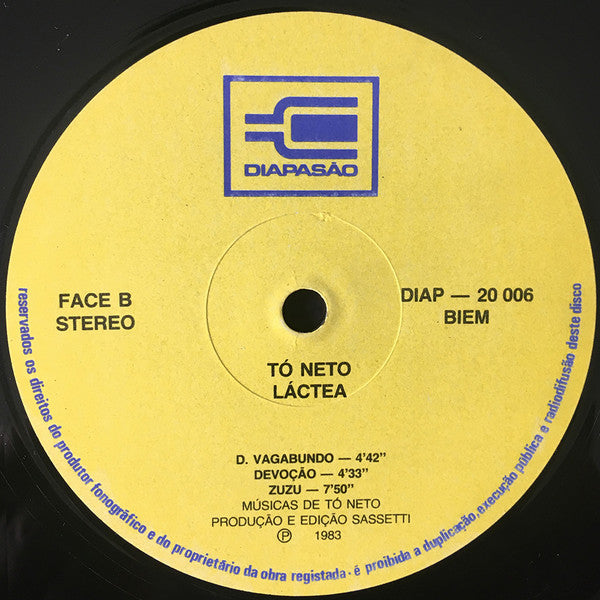 DIAPASÃO
FACE B
STEREO
DIAP — 20 006
BIEM
TÓ NETO
LÁCTEA
D. VAGABUNDO — 4'42"
DEVOÇÃO — 4'33"
ZUZU — 7'50"
MÚSICAS DE TÓ NETO
PRODUÇÃO E EDIÇÃO SASSETTI
Ⓟ 1983
reservados os direitos do produtor fonográfico e do proprietário da obra registada · é proibida a duplicação, execução pública e radiodifusão deste disco